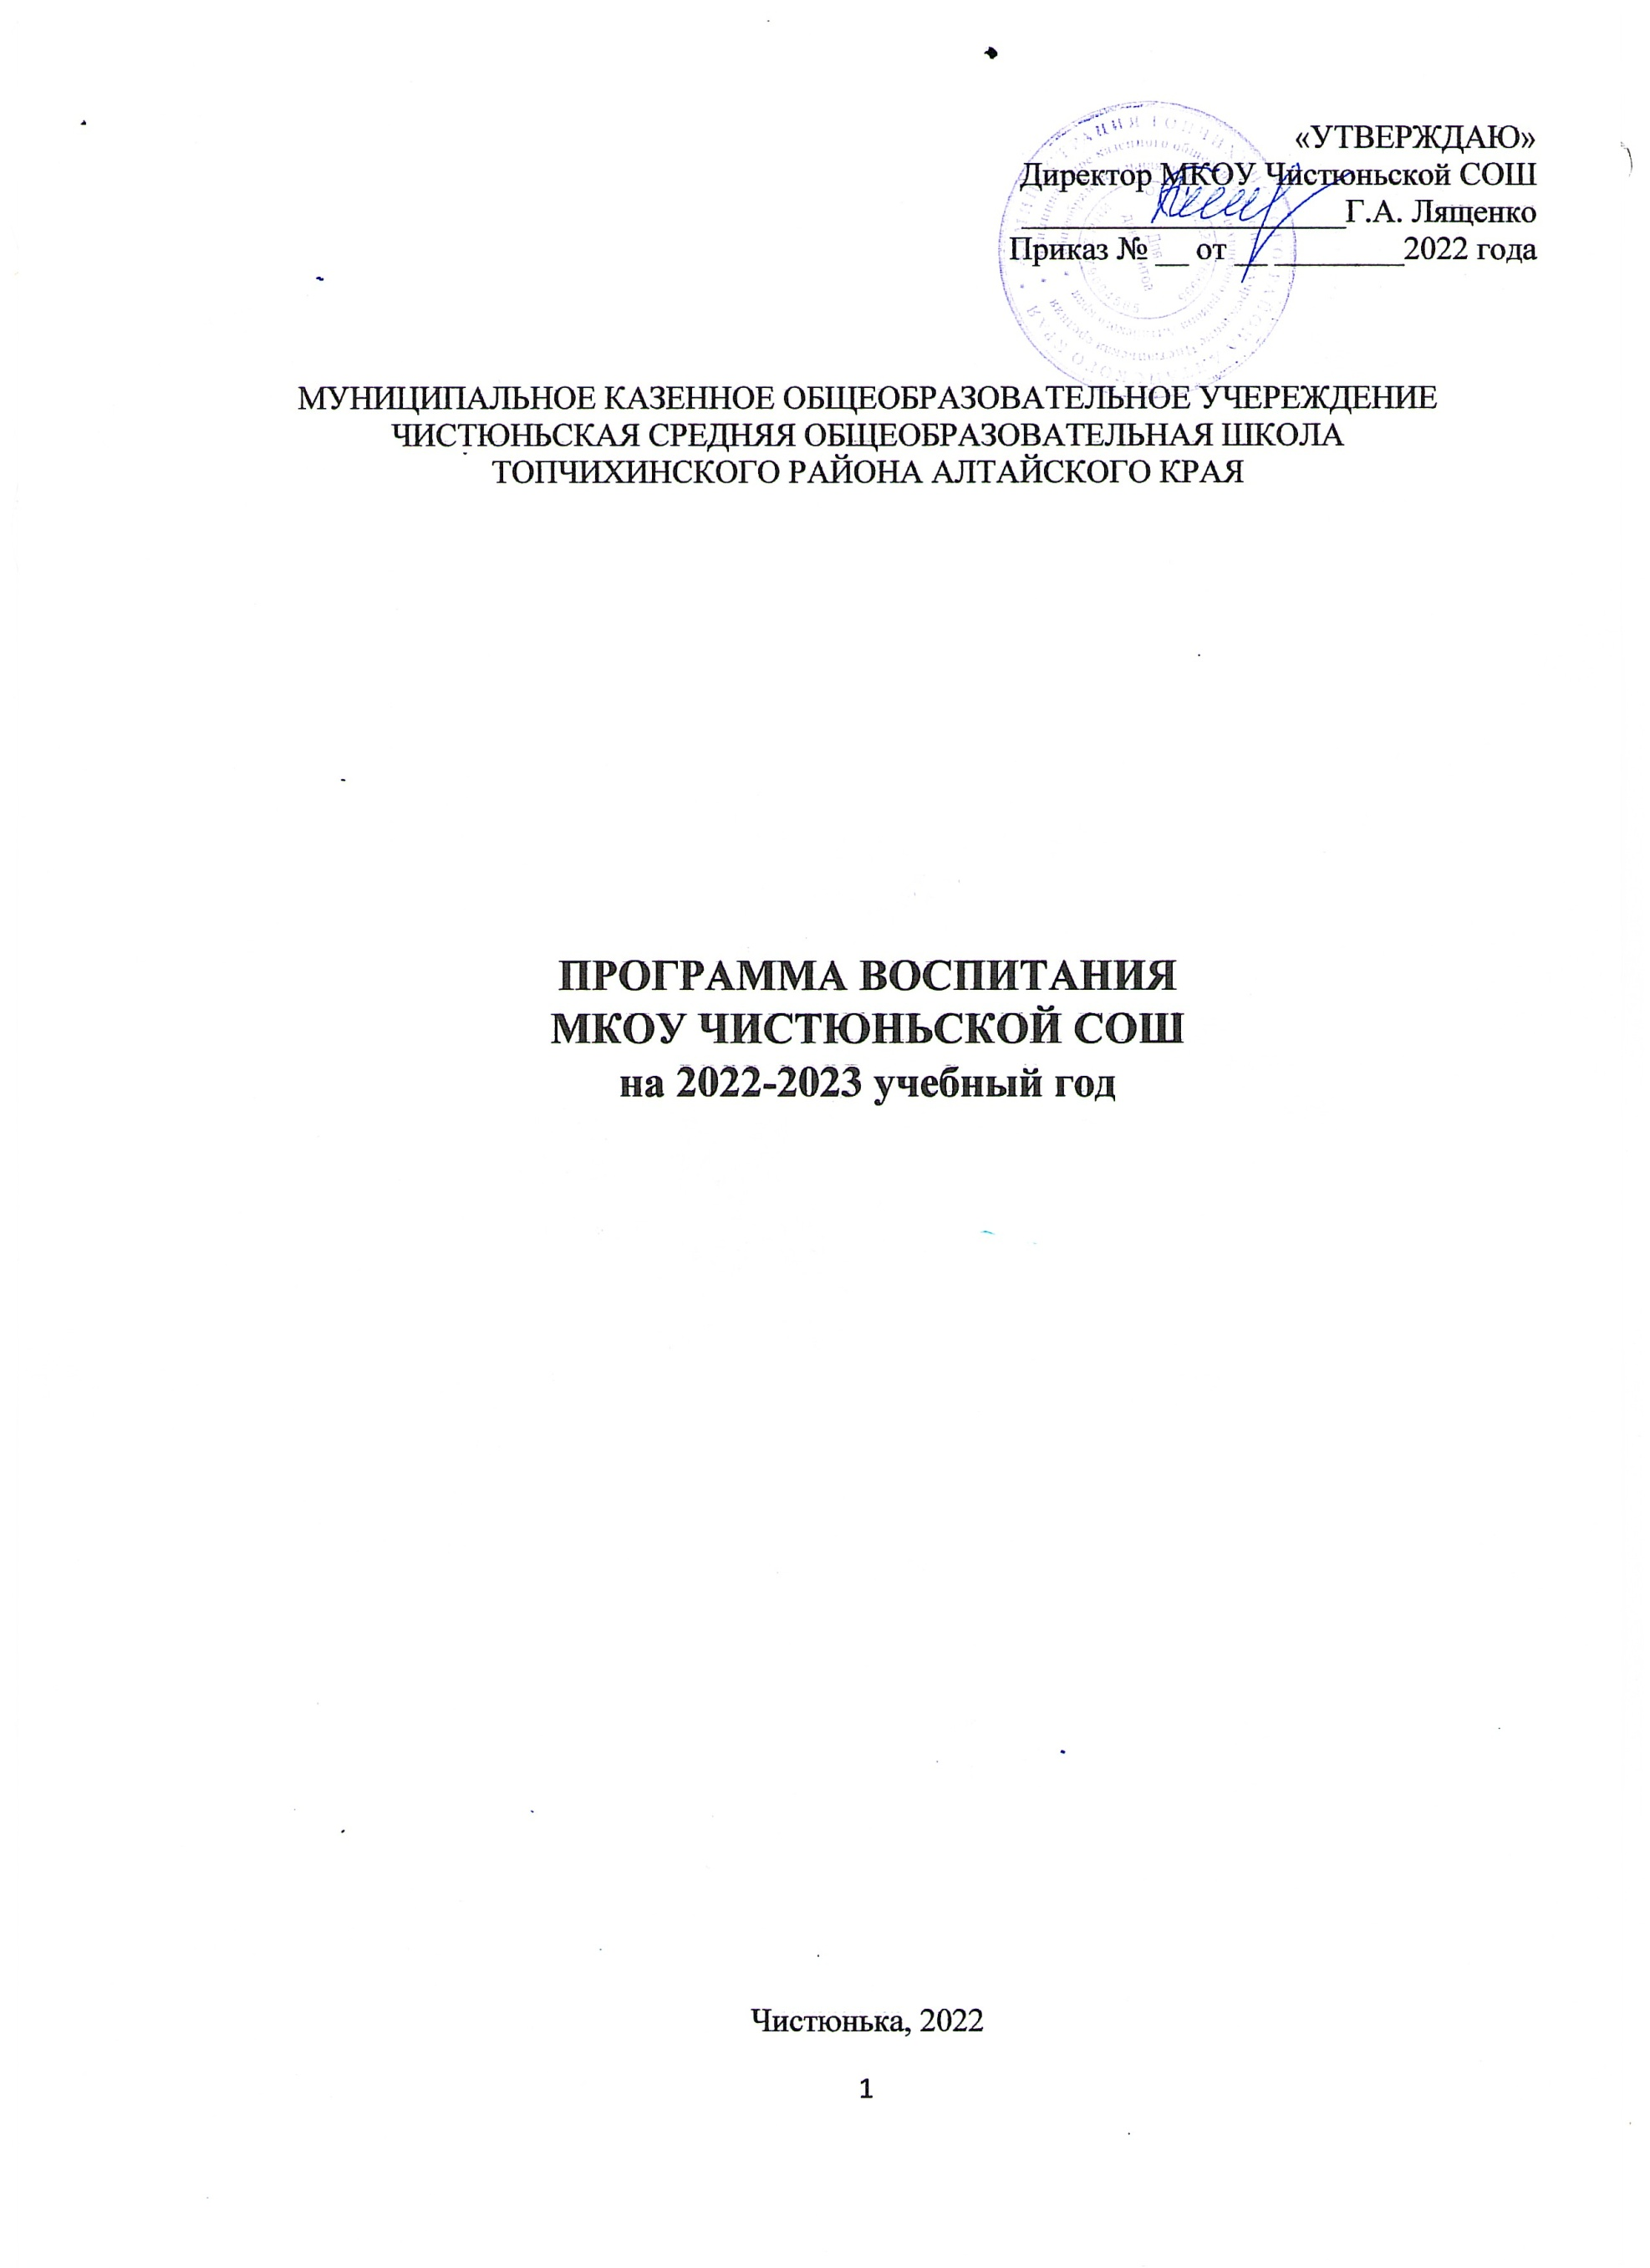 «УТВЕРЖДАЮ»
Директор МКОУ Чистюньской СОШ
____________________Г.А. Лященко
Приказ № __ от __ ________2022 года
МУНИЦИПАЛЬНОЕ КАЗЕННОЕ ОБЩЕОБРАЗОВАТЕЛЬНОЕ УЧЕРЕЖДЕНИЕ
ЧИСТЮНЬСКАЯ СРЕДНЯЯ ОБЩЕОБРАЗОВАТЕЛЬНАЯ ШКОЛА
ТОПЧИХИНСКОГО РАЙОНА АЛТАЙСКОГО КРАЯ
ПРОГРАММА ВОСПИТАНИЯ
МКОУ ЧИСТЮНЬСКОЙ СОШ
на 2022-2023 учебный год
Чистюнька, 2022
1